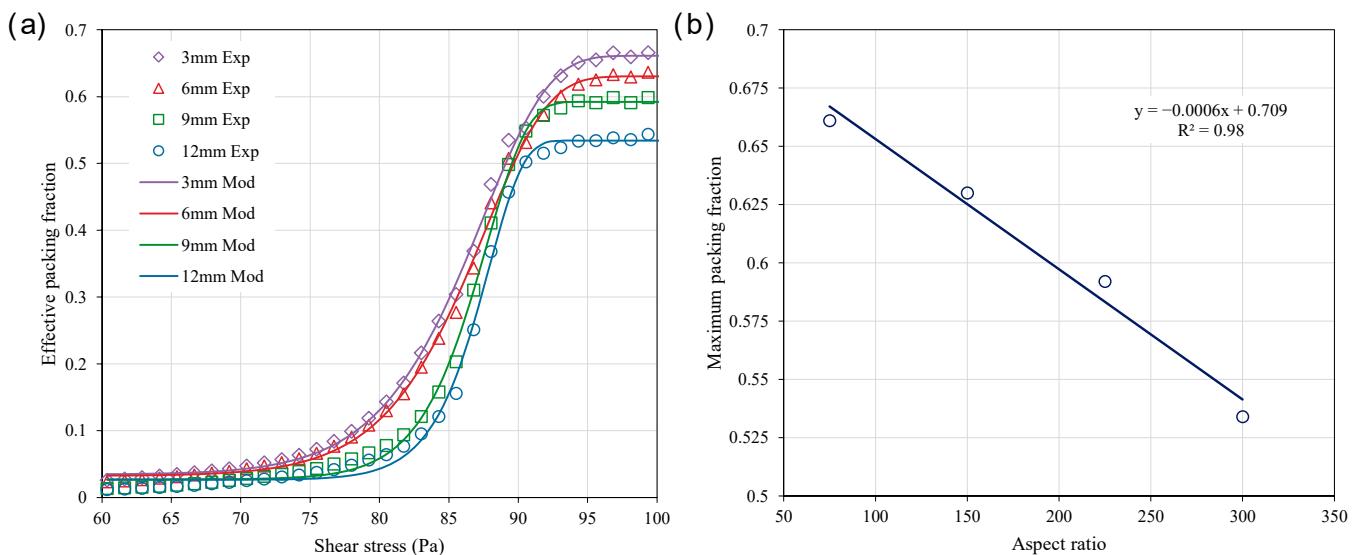 (a)
0.7
0.6
0.5
0.4
0.3
0.2
0.1
0
Effective packing fraction
3mm Exp
6mm Exp
9mm Exp
12mm Exp
3mm Mod
6mm Mod
9mm Mod
12mm Mod
60 65 70 75 80 85 90 95 100
Shear stress (Pa)
(b)
0.7
0.675
0.65
0.625
0.6
0.575
0.55
0.525
0.5
Maximum packing fraction
y = −0.0006x + 0.709
R² = 0.98
50 100 150 200 250 300 350
Aspect ratio